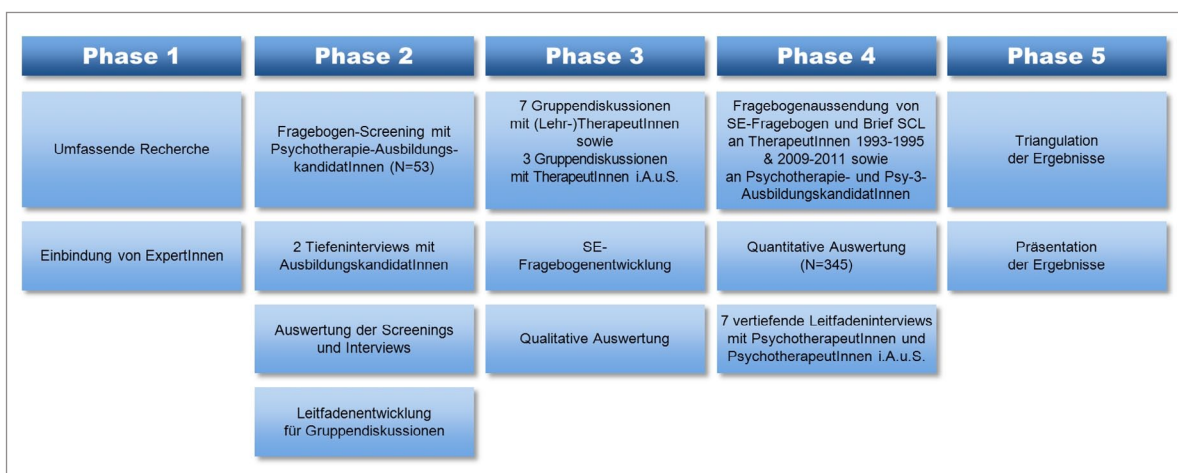 Phase 1
Umfassende Recherche
Einbindung von ExpertInnen
Phase 2
Fragebogen-Screening mit
Psychotherapie-Ausbildungs-
kandidatInnen (N=53)
2 Tiefeninterviews mit
AusbildungskandidatInnen
Auswertung der Screenings
und Interviews
Leitfadenentwicklung
für Gruppendiskussionen
Phase 3
7 Gruppendiskussionen
mit (Lehr-)TherapeutInnen
sowie
3 Gruppendiskussionen
mit TherapeutInnen i.A.u.S.
SE-
Fragebogenentwicklung
Qualitative Auswertung
Phase 4
Fragebogenaussendung von
SE-Fragebogen und Brief SCL
an TherapeutInnen 1993-1995
& 2009-2011 sowie
an Psychotherapie- und Psy-3-
AusbildungskandidatInnen
Quantitative Auswertung
(N=345)
7 vertiefende Leitfadeninterviews
mit PsychotherapeutInnen und
PsychotherapeutInnen i.A.u.S.
Phase 5
Triangulation
der Ergebnisse
Präsentation
der Ergebnisse